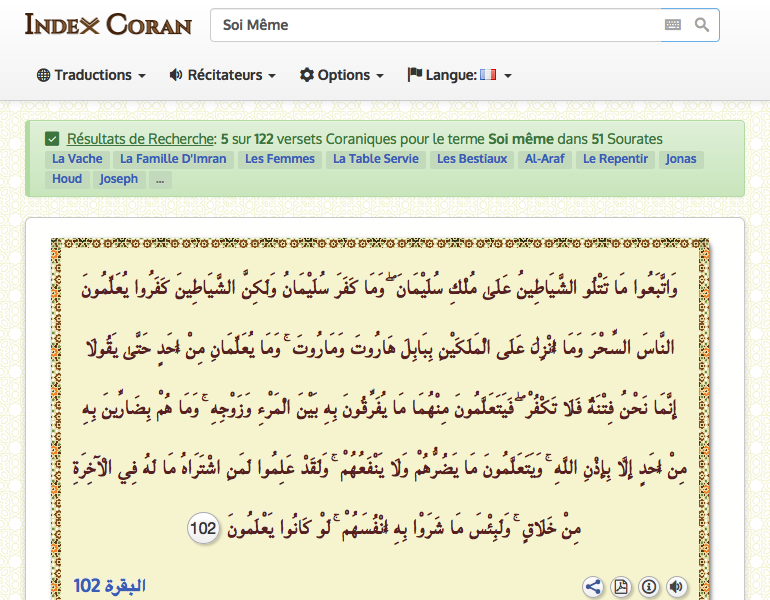 INDEX CORAN
Soi Même
Traductions
Récitateurs
Options
Langue:
Résultats de Recherche: 5 sur 122 versets Coraniques pour le terme Soi même dans 51 Sourates
La Vache La Famille D'Imran Les Femmes La Table Servie Les Bestiaux Al-Araf Le Repentir Jonas
Houd Joseph ...
وَاتَّبَعُوا مَا تَتْلُو الشَّيَاطِينُ عَلَىٰ مُلْكِ سُلَيْمَانَ ۖ وَمَا كَفَرَ سُلَيْمَانُ وَلَٰكِنَّ الشَّيَاطِينَ كَفَرُوا يُعَلِّمُونَ
النَّاسَ السِّحْرَ وَمَا أُنْزِلَ عَلَى الْمَلَكَيْنِ بِبَابِلَ هَارُوتَ وَمَارُوتَ ۚ وَمَا يُعَلِّمَانِ مِنْ أَحَدٍ حَتَّىٰ يَقُولَا
إِنَّمَا نَحْنُ فِتْنَةٌ فَلَا تَكْفُرْ ۖ فَيَتَعَلَّمُونَ مِنْهُمَا مَا يُفَرِّقُونَ بِهِ بَيْنَ الْمَرْءِ وَزَوْجِهِ ۚ وَمَا هُمْ بِضَارِّينَ بِهِ
مِنْ أَحَدٍ إِلَّا بِإِذْنِ اللَّهِ ۚ وَيَتَعَلَّمُونَ مَا يَضُرُّهُمْ وَلَا يَنْفَعُهُمْ ۚ وَلَقَدْ عَلِمُوا لَمَنِ اشْتَرَاهُ مَا لَهُ فِي الْآخِرَةِ
مِنْ خَلَاقٍ ۚ وَلَبِئْسَ مَا شَرَوْا بِهِ أَنْفُسَهُمْ ۚ لَوْ كَانُوا يَعْلَمُونَ 102
البقرة 102